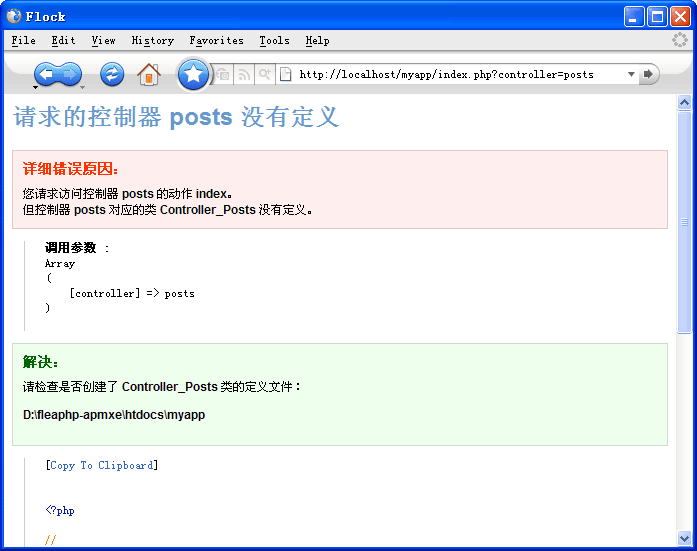 Flock
File Edit View History Favorites Tools Help
http://localhost/myapp/index.php?controller=posts
请求的控制器 posts 没有定义
详细错误原因：
您请求访问控制器 posts 的动作 index。
但控制器 posts 对应的类 Controller_Posts 没有定义。
调用参数 ：
Array
(
[controller] => posts
)
解决：
请检查是否创建了 Controller_Posts 类的定义文件：
D:\fleaphp-apmxe\htdocs\myapp
[Copy To Clipboard]
<?php
//